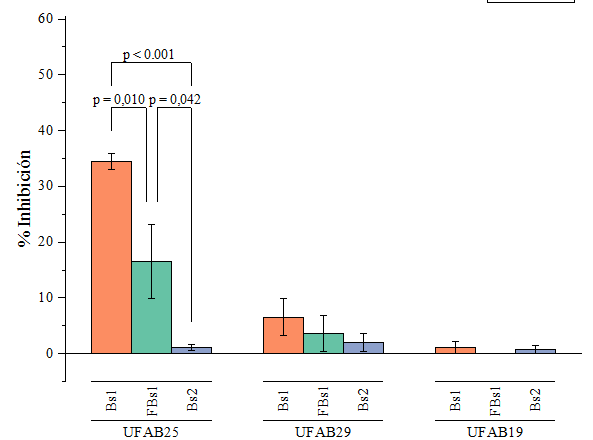 60
50
40
30
20
10
0
% Inhibición
p < 0.001
p = 0,010 p = 0,042
Bs1
FBs1
Bs2
Bs1
FBs1
Bs2
Bs1
FBs1
Bs2
UFAB25
UFAB29
UFAB19